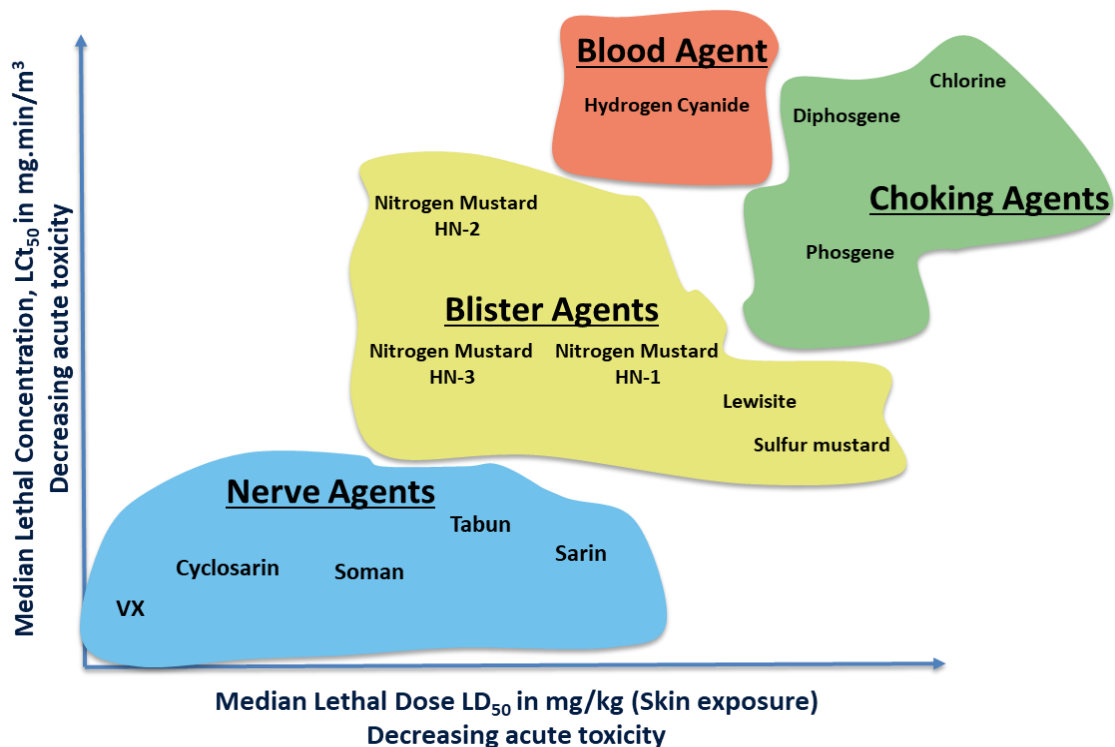 Median Lethal Concentration, LCt₅₀ in mg.min/m³
Decreasing acute toxicity
Blood Agent
Hydrogen Cyanide
Chlorine
Diphosgene
Choking Agents
Phosgene
Nitrogen Mustard
HN-2
Blister Agents
Nitrogen Mustard
HN-3
Nitrogen Mustard
HN-1
Lewisite
Sulfur mustard
Nerve Agents
Tabun
Sarin
Cyclosarin
Soman
VX
Median Lethal Dose LD₅₀ in mg/kg (Skin exposure)
Decreasing acute toxicity